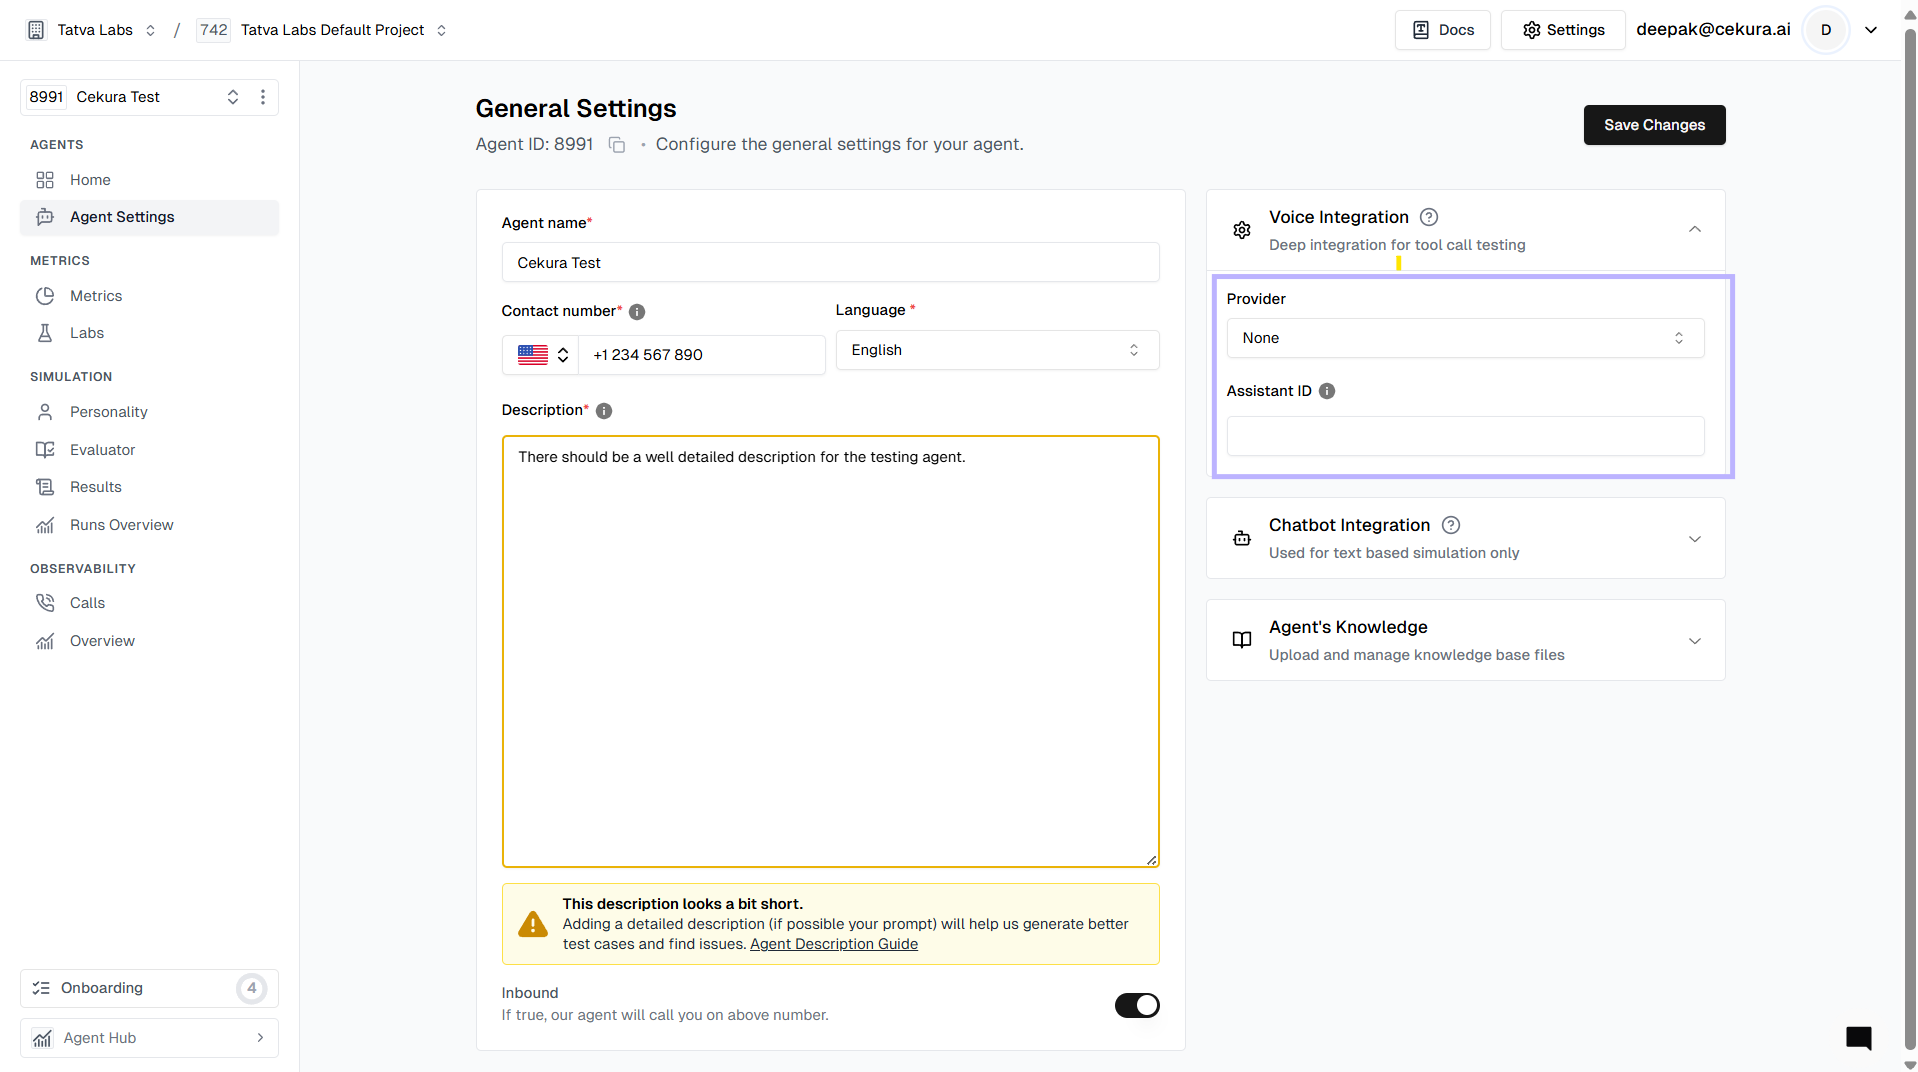 Tatva Labs / 742 Tatva Labs Default Project
Docs
Settings
deepak@cekura.ai
D
8991 Cekura Test
AGENTS
Home
Agent Settings
METRICS
Metrics
Labs
SIMULATION
Personality
Evaluator
Results
Runs Overview
OBSERVABILITY
Calls
Overview
Onboarding 4
Agent Hub
General Settings
Agent ID: 8991 • Configure the general settings for your agent.
Save Changes
Agent name*
Cekura Test
Contact number*
+1 234 567 890
Language *
English
Description*
There should be a well detailed description for the testing agent.
This description looks a bit short.
Adding a detailed description (if possible your prompt) will help us generate better
test cases and find issues. Agent Description Guide
Inbound
If true, our agent will call you on above number.
Voice Integration
Deep integration for tool call testing
Provider
None
Assistant ID
Chatbot Integration
Used for text based simulation only
Agent's Knowledge
Upload and manage knowledge base files